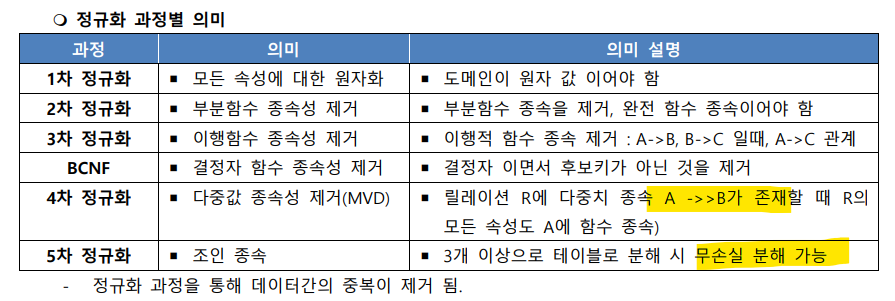 ❍ 정규화 과정별 의미
과정 의미 의미 설명
1차 정규화 ▪ 모든 속성에 대한 원자화 ▪ 도메인이 원자 값 이어야 함
2차 정규화 ▪ 부분함수 종속성 제거 ▪ 부분함수 종속을 제거, 완전 함수 종속이어야 함
3차 정규화 ▪ 이행함수 종속성 제거 ▪ 이행적 함수 종속 제거 : A->B, B->C 일때, A->C 관계
BCNF ▪ 결정자 함수 종속성 제거 ▪ 결정자 이면서 후보키가 아닌 것을 제거
4차 정규화 ▪ 다중값 종속성 제거(MVD) ▪ 릴레이션 R에 다중치 종속 A ->>B가 존재할 때 R의
모든 속성도 A에 함수 종속)
5차 정규화 ▪ 조인 종속 ▪ 3개 이상으로 테이블로 분해 시 무손실 분해 가능
- 정규화 과정을 통해 데이터간의 중복이 제거 됨.